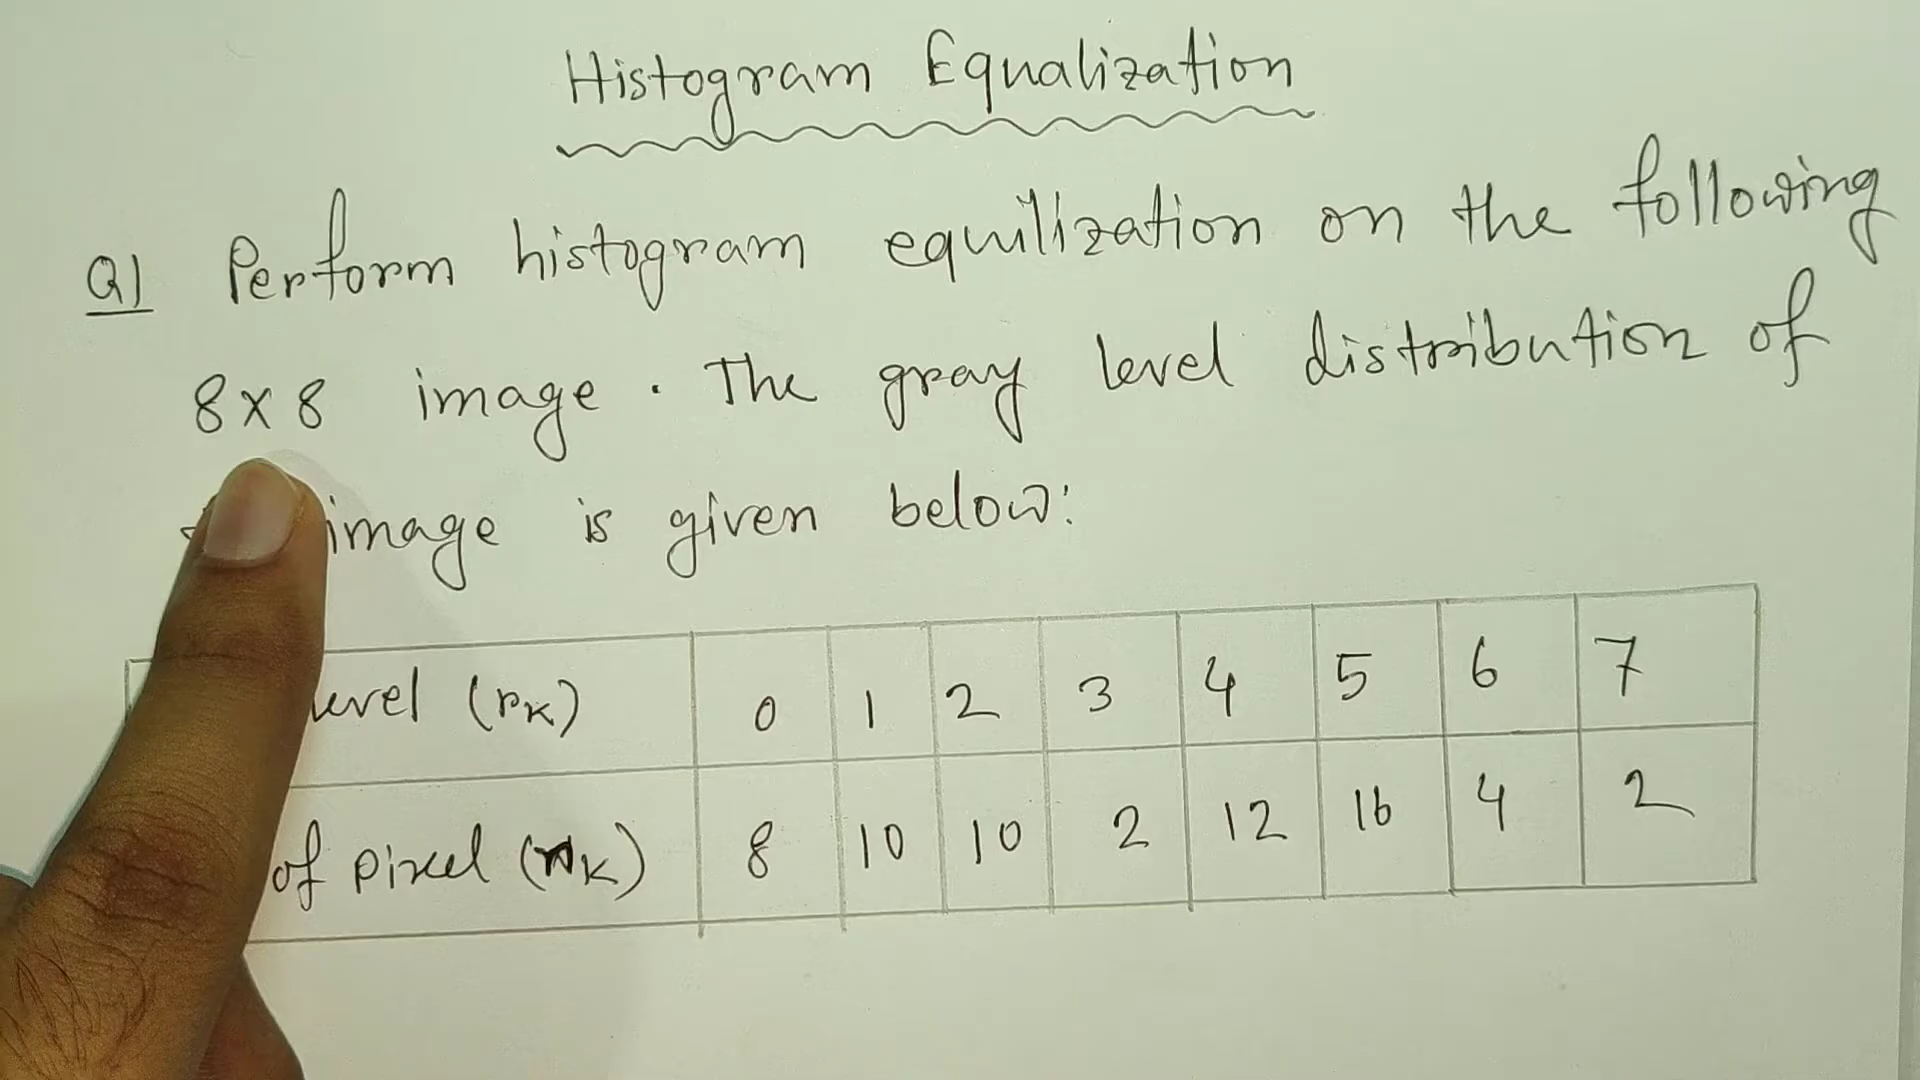 Histogram Equalization
Q1 Perform histogram equilization on the following
8x8 image. The gray level distribution of
image is given below:
level (rk) 0 1 2 3 4 5 6 7
of pixel (nk) 8 10 10 2 12 16 4 2